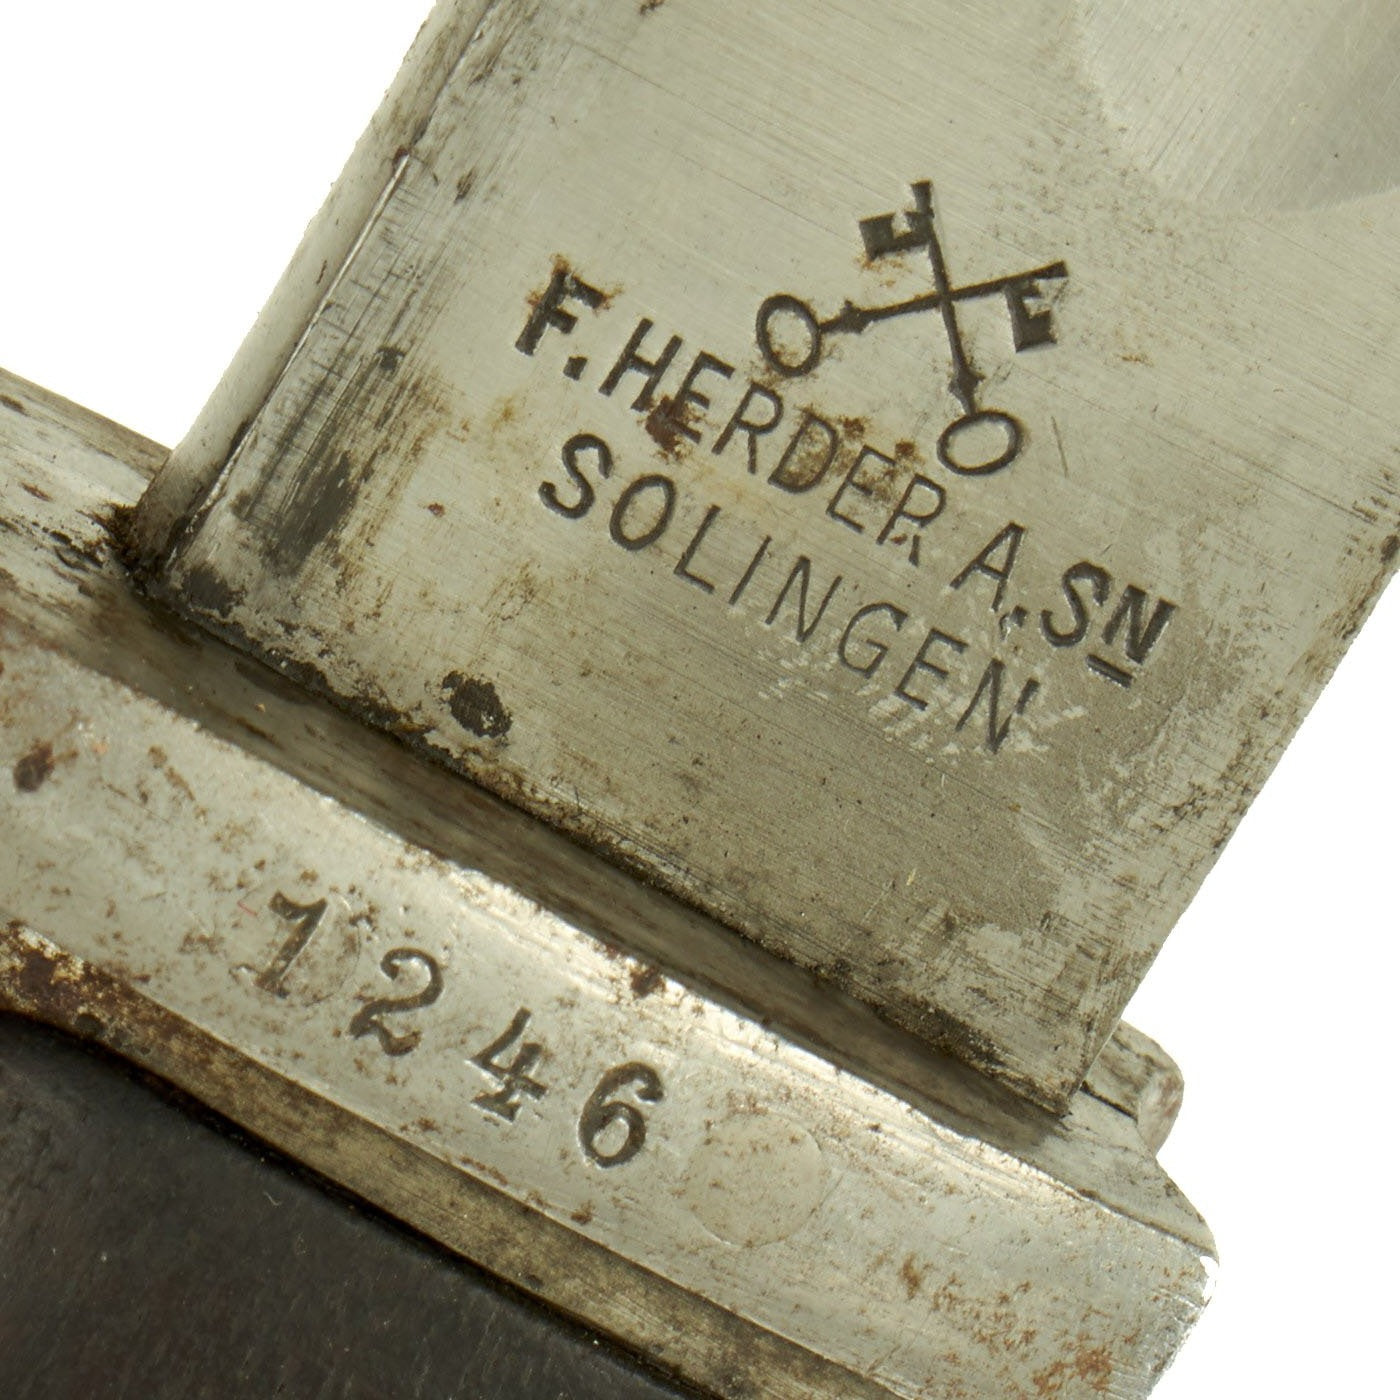 F. HERDER A. SN
SOLINGEN
1246